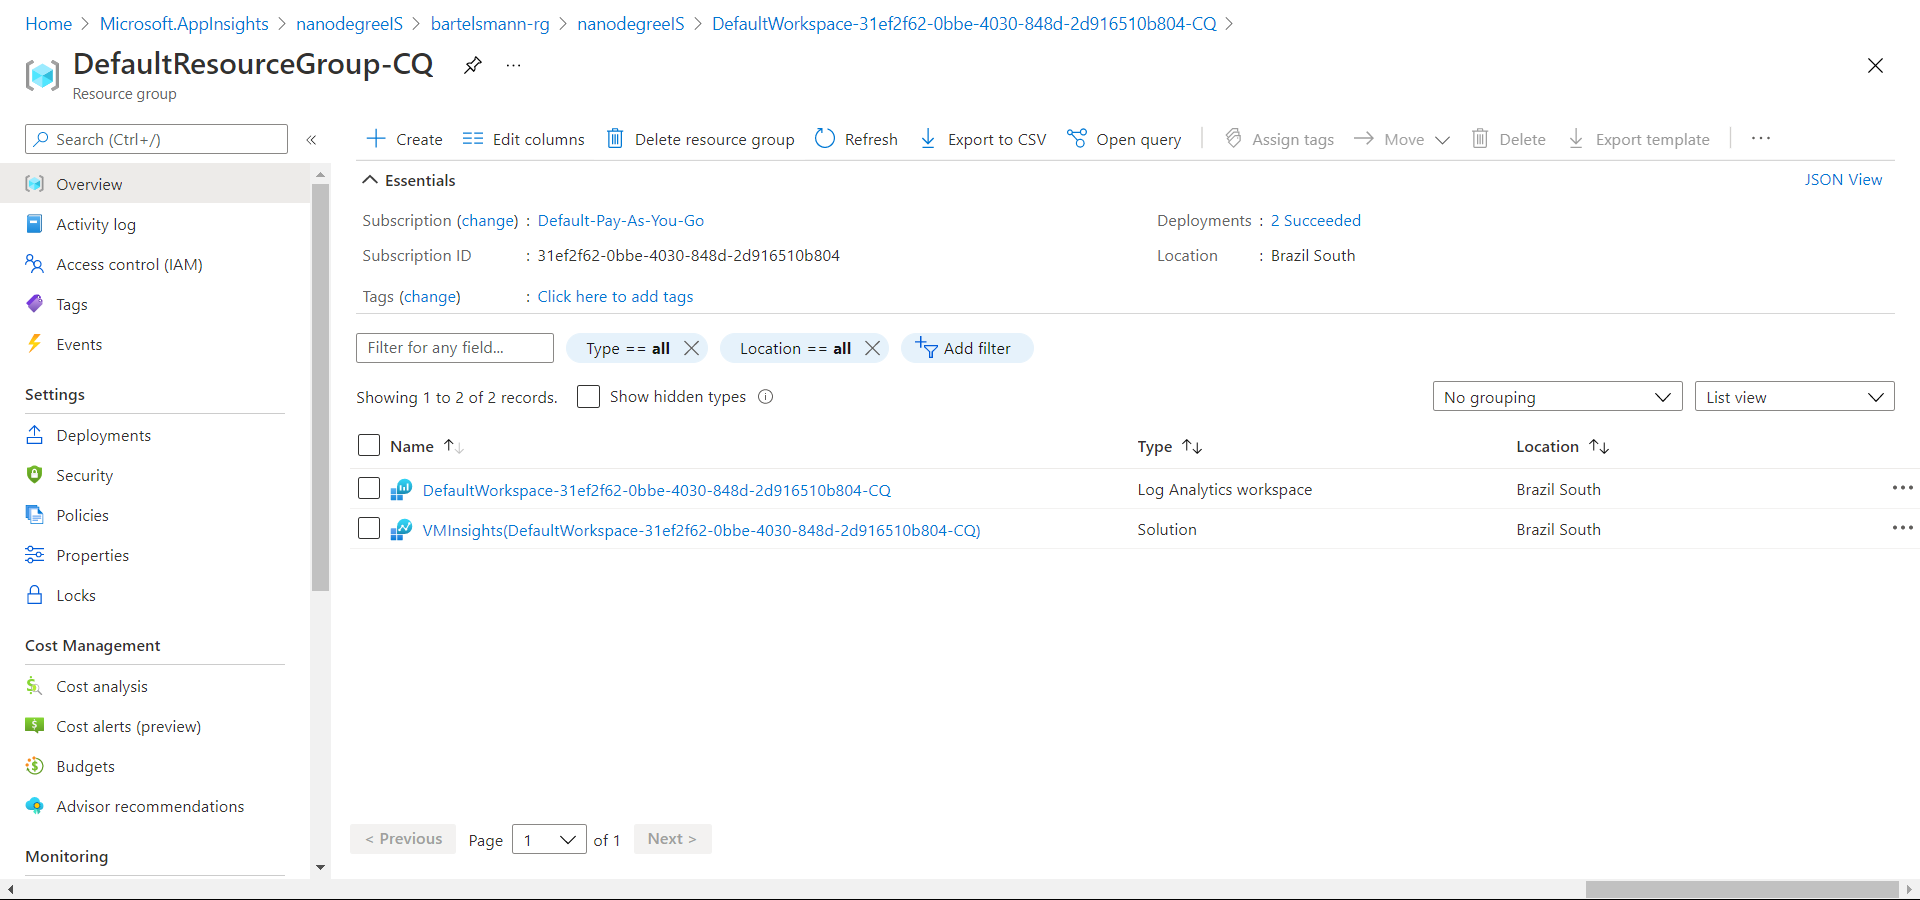 Home > Microsoft.AppInsights > nanodegreeIS > bartelsmann-rg > nanodegreeIS > DefaultWorkspace-31ef2f62-0bbe-4030-848d-2d916510b804-CQ >
DefaultResourceGroup-CQ ...
Resource group
Search (Ctrl+/) «
Overview
Activity log
Access control (IAM)
Tags
Events
Settings
Deployments
Security
Policies
Properties
Locks
Cost Management
Cost analysis
Cost alerts (preview)
Budgets
Advisor recommendations
Monitoring
Create Edit columns Delete resource group Refresh Export to CSV Open query Assign tags Move Delete Export template ...
Essentials JSON View
Subscription (change) : Default-Pay-As-You-Go Deployments : 2 Succeeded
Subscription ID : 31ef2f62-0bbe-4030-848d-2d916510b804 Location : Brazil South
Tags (change) : Click here to add tags
Filter for any field... Type == all Location == all Add filter
Showing 1 to 2 of 2 records. Show hidden types No grouping List view
Name ↑↓ Type ↑↓ Location ↑↓
DefaultWorkspace-31ef2f62-0bbe-4030-848d-2d916510b804-CQ Log Analytics workspace Brazil South ...
VMInsights(DefaultWorkspace-31ef2f62-0bbe-4030-848d-2d916510b804-CQ) Solution Brazil South ...
< Previous Page 1 of 1 Next >